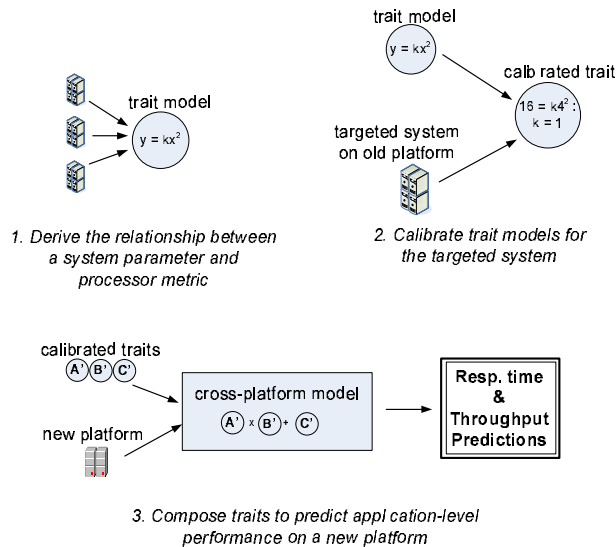 trait model
y = kx²
1. Derive the relationship between
a system parameter and
processor metric
trait model
y = kx²
calb rated trait
16 = k4² :
k = 1
targeted system
on old platform
2. Calibrate trait models for
the targeted system
calibrated traits
A' B' C'
new platform
cross-platform model
A' x B' + C'
Resp. time
&
Throughput
Predictions
3. Compose traits to predict appl cation-level
performance on a new platform